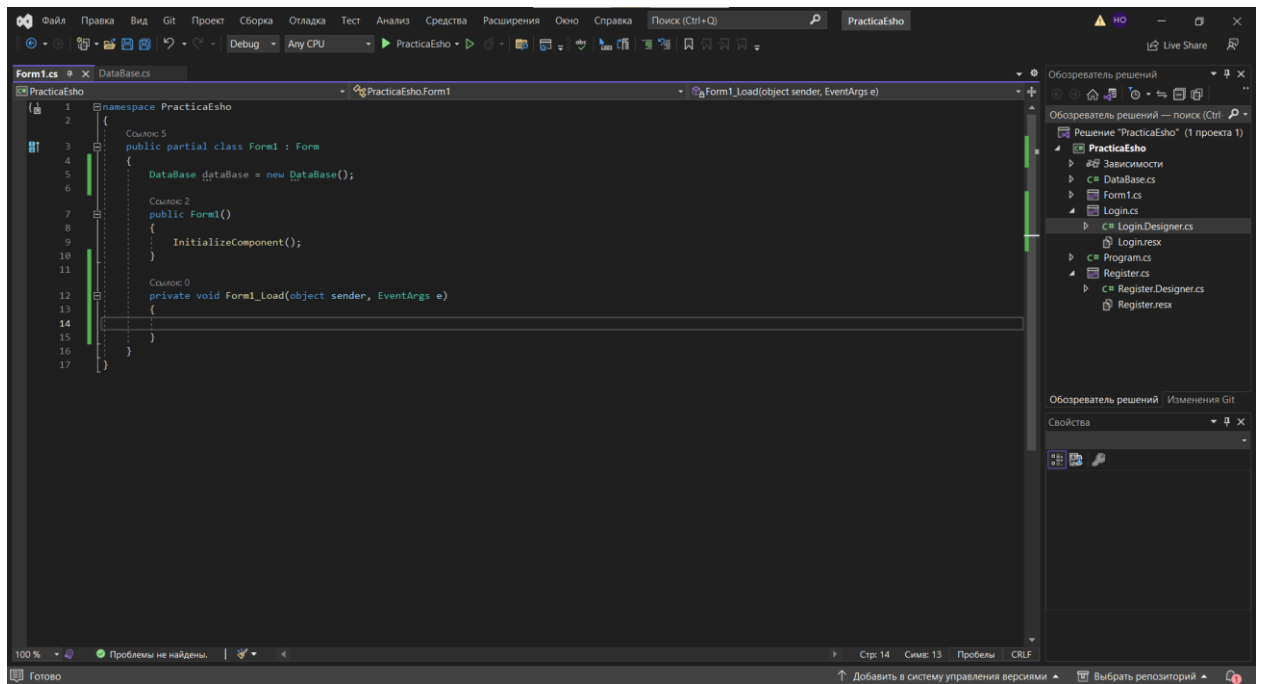 Файл Правка Вид Git Проект Сборка Отладка Тест Анализ Средства Расширения Окно Справка Поиск (Ctrl+Q) PracticaEsho НО
Debug Any CPU PracticaEsho Live Share
Form1.cs DataBase.cs
PracticaEsho PracticaEsho.Form1 Form1_Load(object sender, EventArgs e)
1 namespace PracticaEsho
2 {
Ссылок: 5
3 public partial class Form1 : Form
4 {
5 DataBase dataBase = new DataBase();
6
Ссылок: 2
7 public Form1()
8 {
9 InitializeComponent();
10 }
11
Ссылок: 0
12 private void Form1_Load(object sender, EventArgs e)
13 {
14
15 }
16 }
17 }
100 % Проблемы не найдены. Стр: 14 Симв: 13 Пробелы CRLF
Обозреватель решений
Обозреватель решений — поиск (Ctrl-
Решение "PracticaEsho" (1 проекта 1)
C# PracticaEsho
Зависимости
C# DataBase.cs
Form1.cs
Login.cs
C# Login.Designer.cs
Login.resx
C# Program.cs
Register.cs
C# Register.Designer.cs
Register.resx
Обозреватель решений Изменения Git
Свойства
Готово Добавить в систему управления версиями Выбрать репозиторий 1